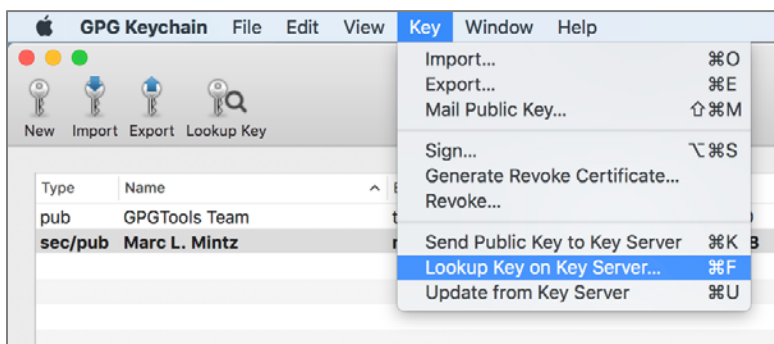 GPG Keychain File Edit View Key Window Help
New Import Export Lookup Key
Import... ⌘O
Export... ⌘E
Mail Public Key... ⇧⌘M
Sign... ⌥⌘S
Generate Revoke Certificate...
Revoke...
Send Public Key to Key Server ⌘K
Lookup Key on Key Server... ⌘F
Update from Key Server ⌘U
Type Name
pub GPGTools Team
sec/pub Marc L. Mintz